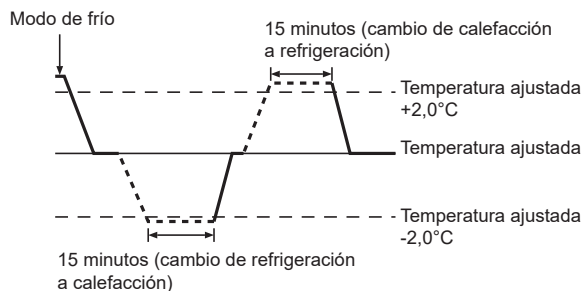 Modo de frío
15 minutos (cambio de calefacción
a refrigeración)
Temperatura ajustada
+2,0°C
Temperatura ajustada
Temperatura ajustada
-2,0°C
15 minutos (cambio de refrigeración
a calefacción)